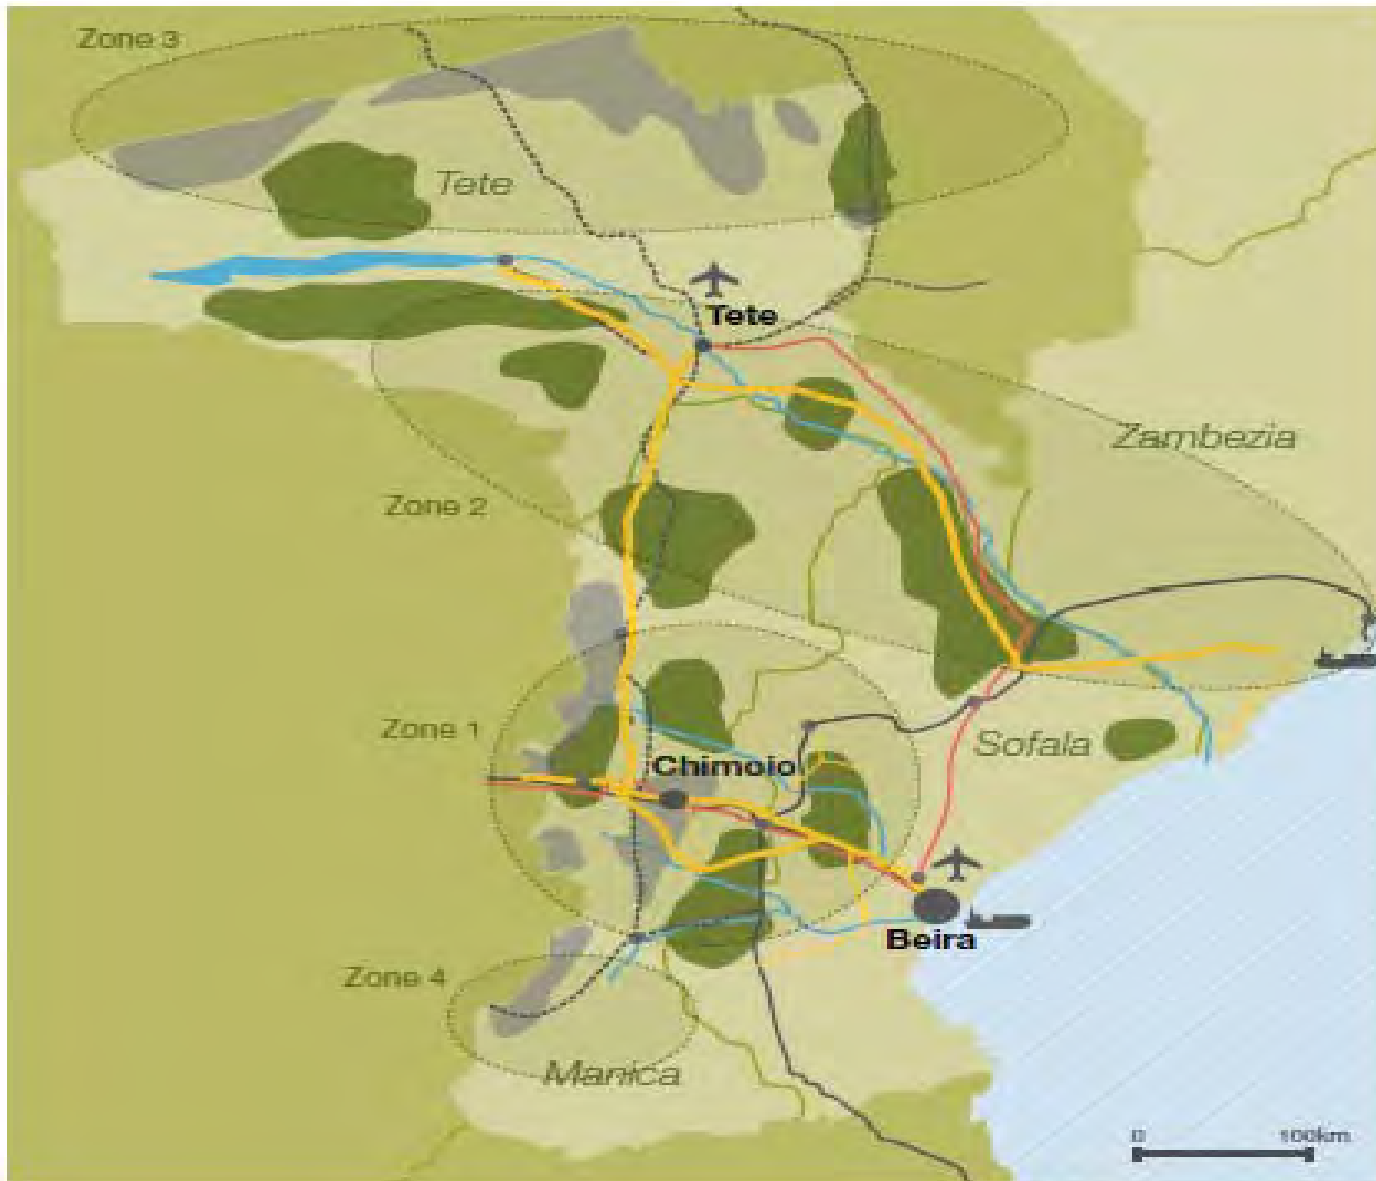 Zone 3
Tete
Tete
Zambezia
Zone 2
Zone 1
Sofala
Chimoio
Beira
Zone 4
Manica
0 100km